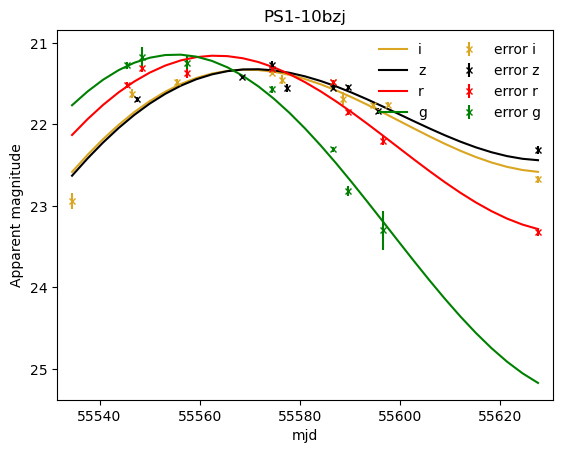 PS1-10bzj
21
22
23
24
25
Apparent magnitude
i
z
r
g
error i
error z
error r
error g
55540
55560
55580
55600
55620
mjd